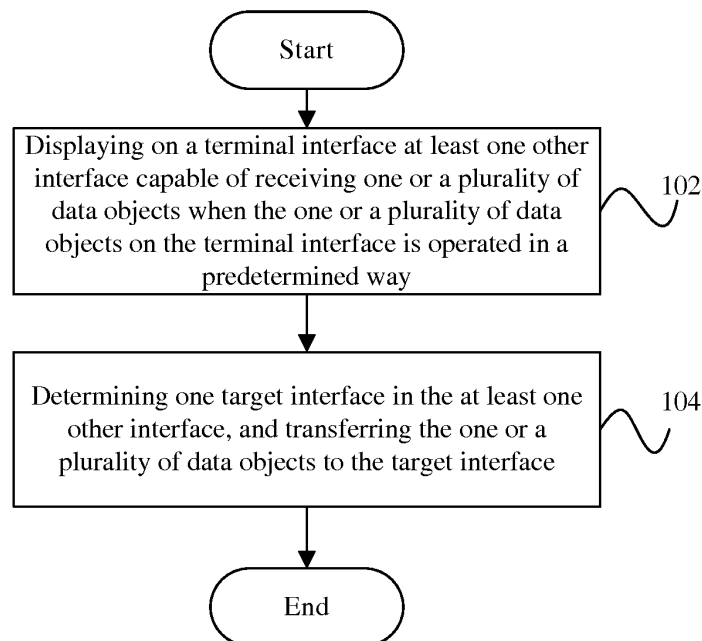 Start
Displaying on a terminal interface at least one other
interface capable of receiving one or a plurality of
data objects when the one or a plurality of data
objects on the terminal interface is operated in a
predetermined way
102
Determining one target interface in the at least one
other interface, and transferring the one or a
plurality of data objects to the target interface
104
End